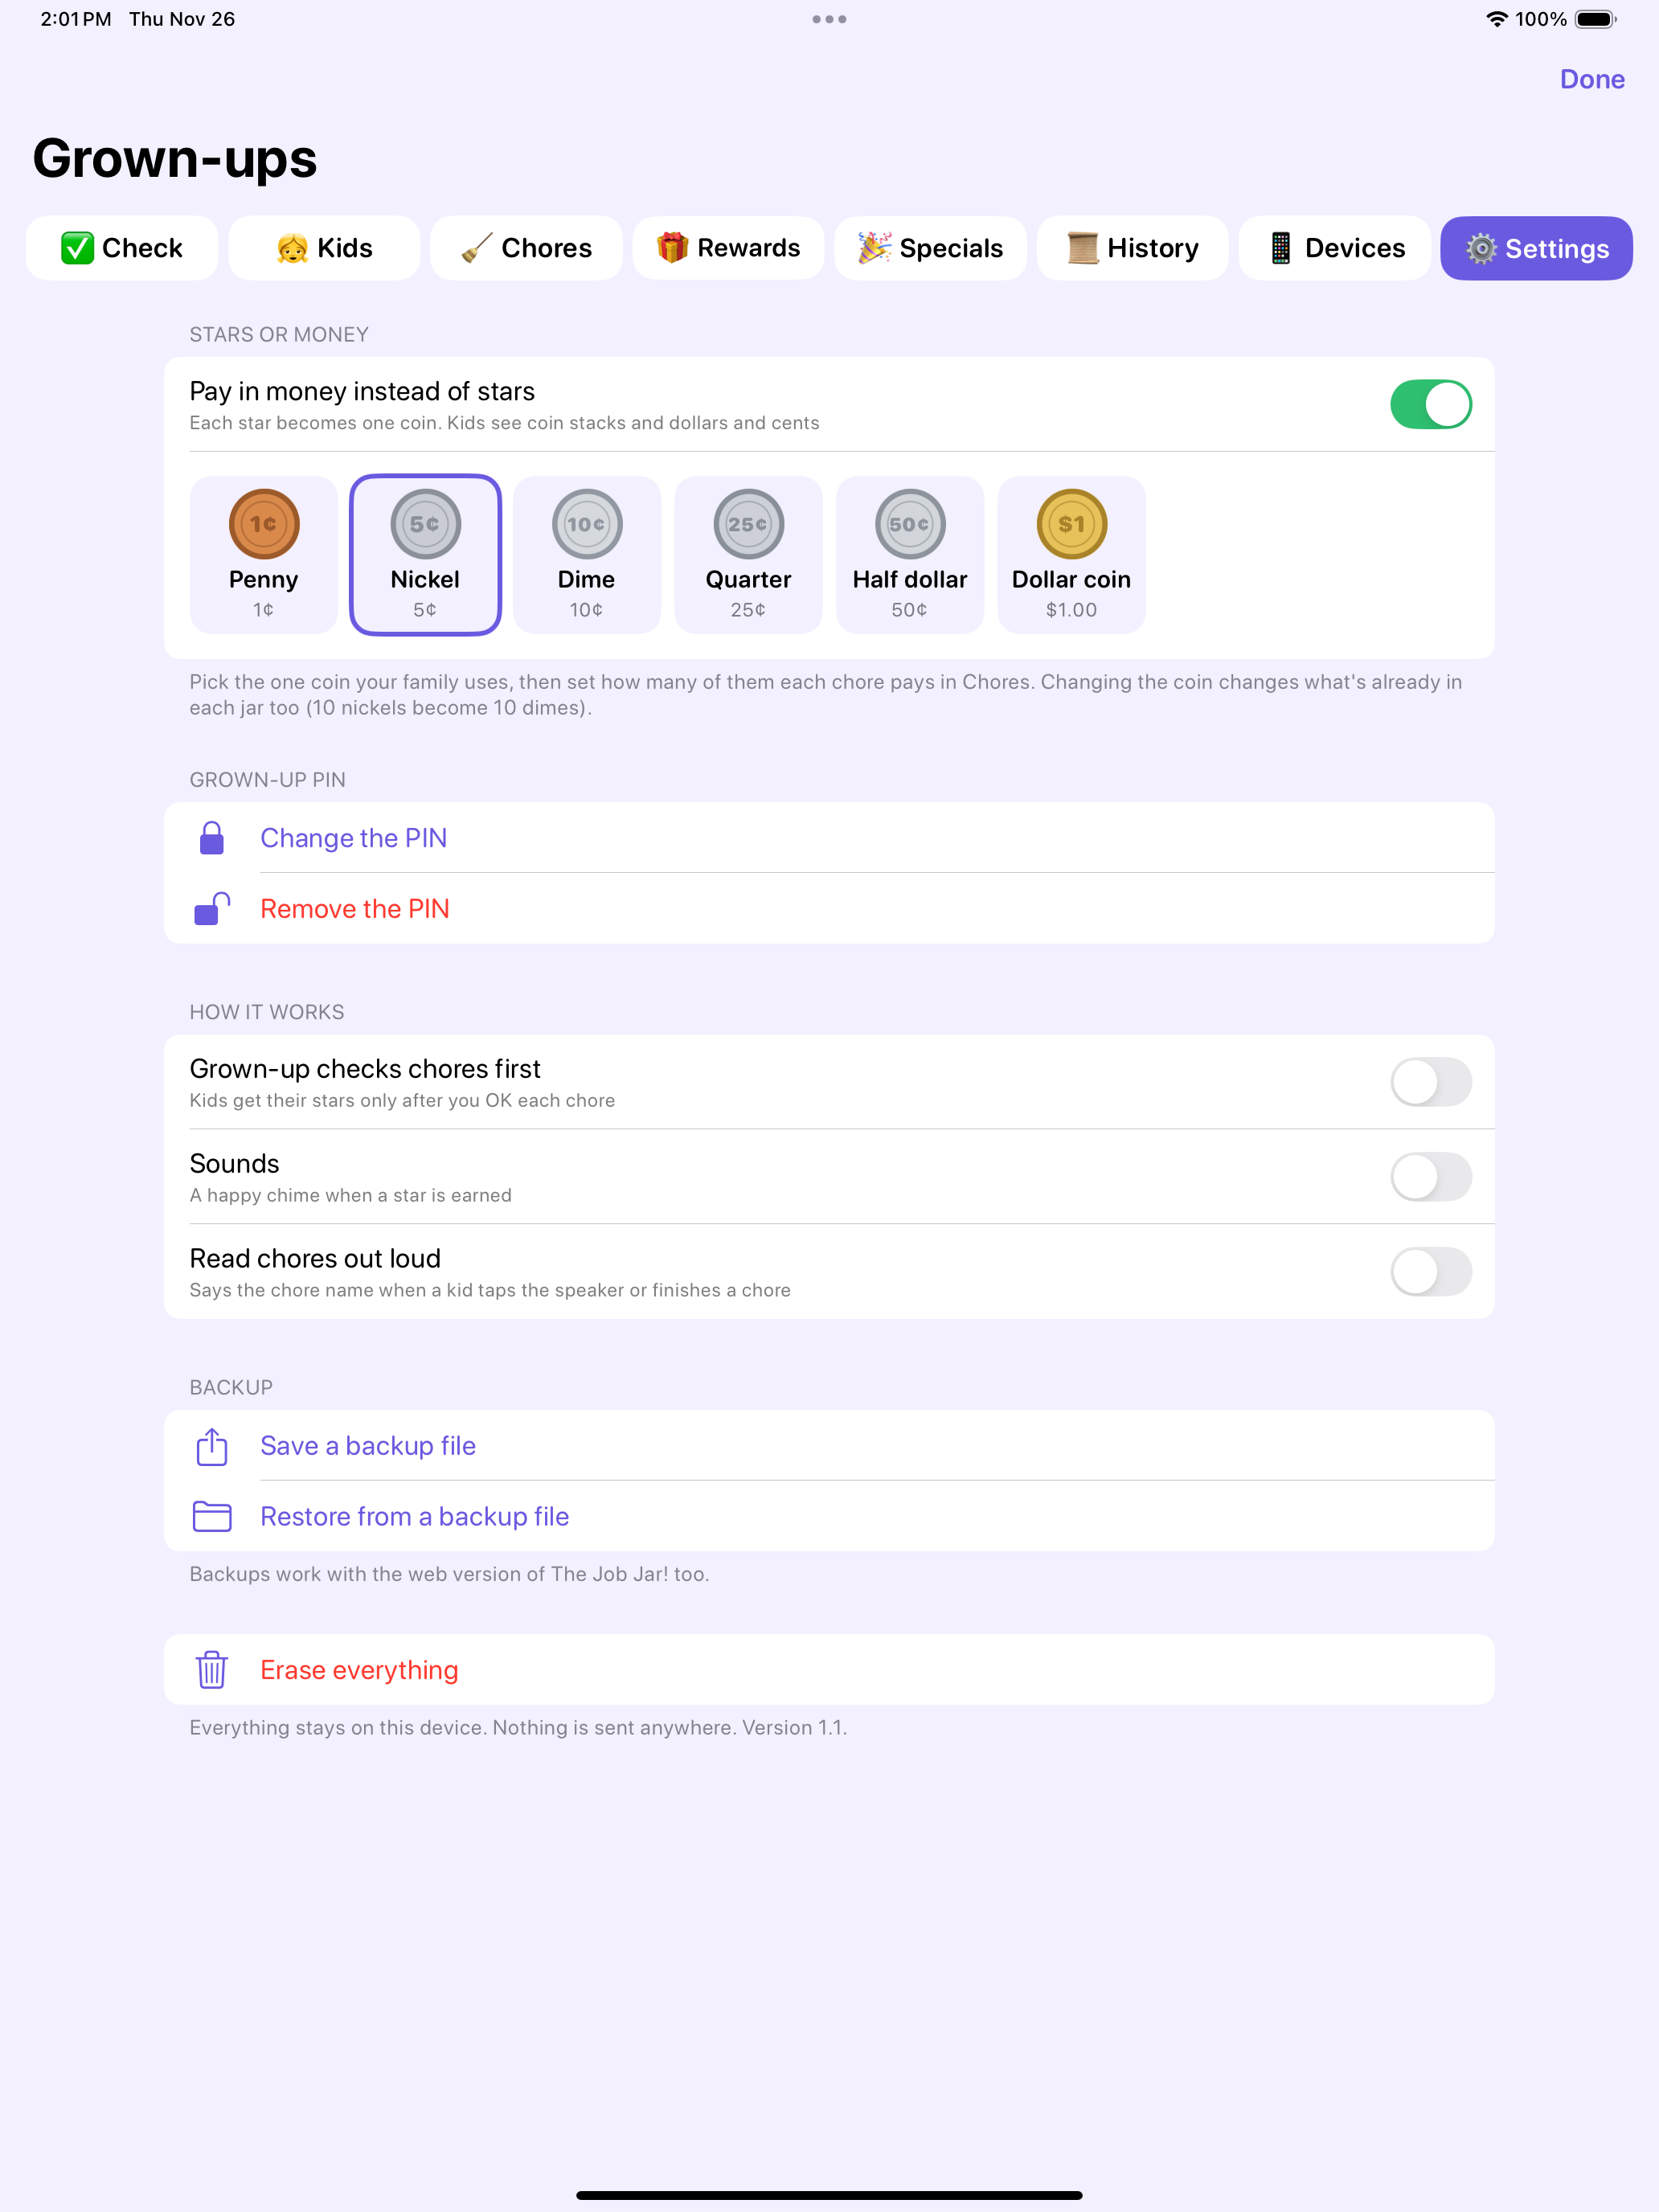 2:01 PM Thu Nov 26
100%
Done
Grown-ups
Check
Kids
Chores
Rewards
Specials
History
Devices
Settings
STARS OR MONEY
Pay in money instead of stars
Each star becomes one coin. Kids see coin stacks and dollars and cents
1¢
5¢
10¢
25¢
50¢
$1
Penny
Nickel
Dime
Quarter
Half dollar
Dollar coin
1¢
5¢
10¢
25¢
50¢
$1.00
Pick the one coin your family uses, then set how many of them each chore pays in Chores. Changing the coin changes what's already in
each jar too (10 nickels become 10 dimes).
GROWN-UP PIN
Change the PIN
Remove the PIN
HOW IT WORKS
Grown-up checks chores first
Kids get their stars only after you OK each chore
Sounds
A happy chime when a star is earned
Read chores out loud
Says the chore name when a kid taps the speaker or finishes a chore
BACKUP
Save a backup file
Restore from a backup file
Backups work with the web version of The Job Jar! too.
Erase everything
Everything stays on this device. Nothing is sent anywhere. Version 1.1.